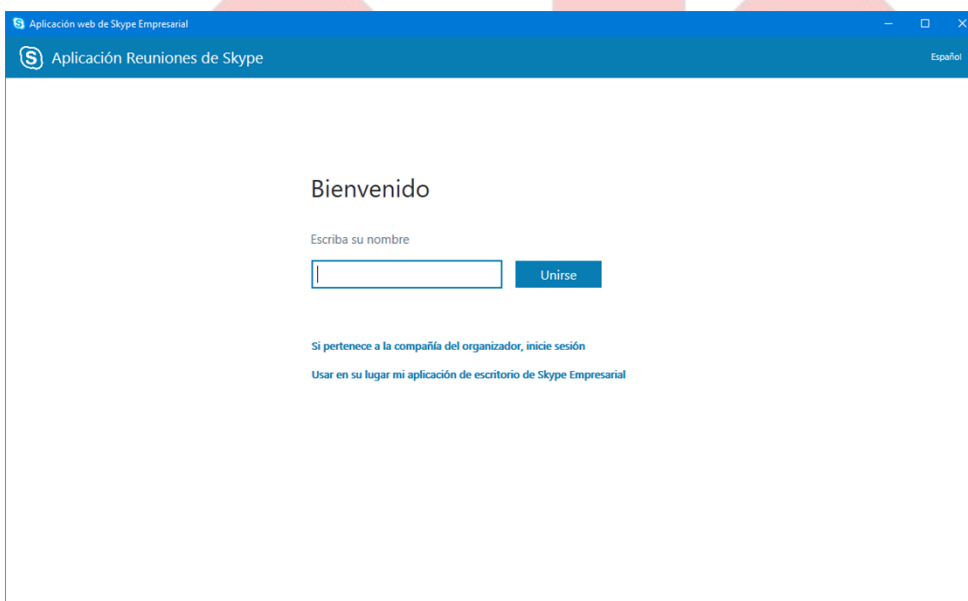 Aplicación web de Skype Empresarial
Aplicación Reuniones de Skype
Español
Bienvenido
Escriba su nombre
Unirse
Si pertenece a la compañía del organizador, inicie sesión
Usar en su lugar mi aplicación de escritorio de Skype Empresarial